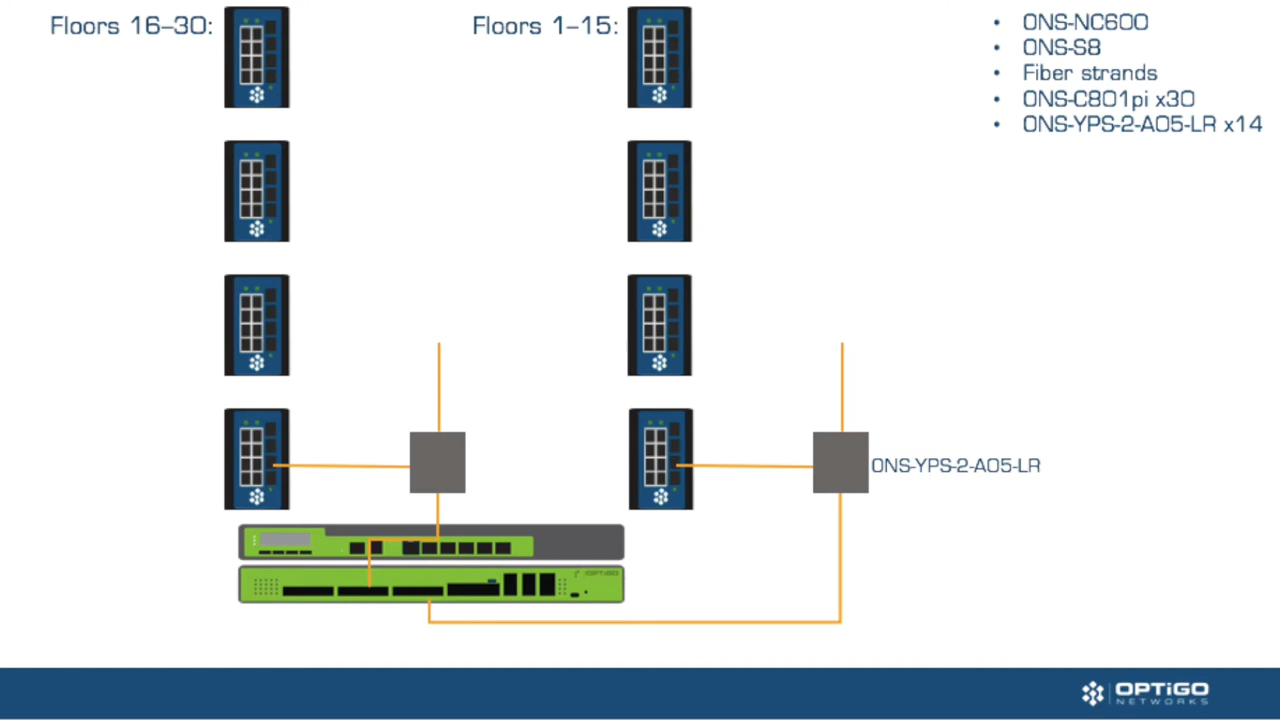 Floors 16–30:
Floors 1–15:
• ONS-NC600
• ONS-S8
• Fiber strands
• ONS-C801pi x30
• ONS-YPS-2-A05-LR x14
ONS-YPS-2-A05-LR
OPTIGO
OPTiGO
NETWORKS